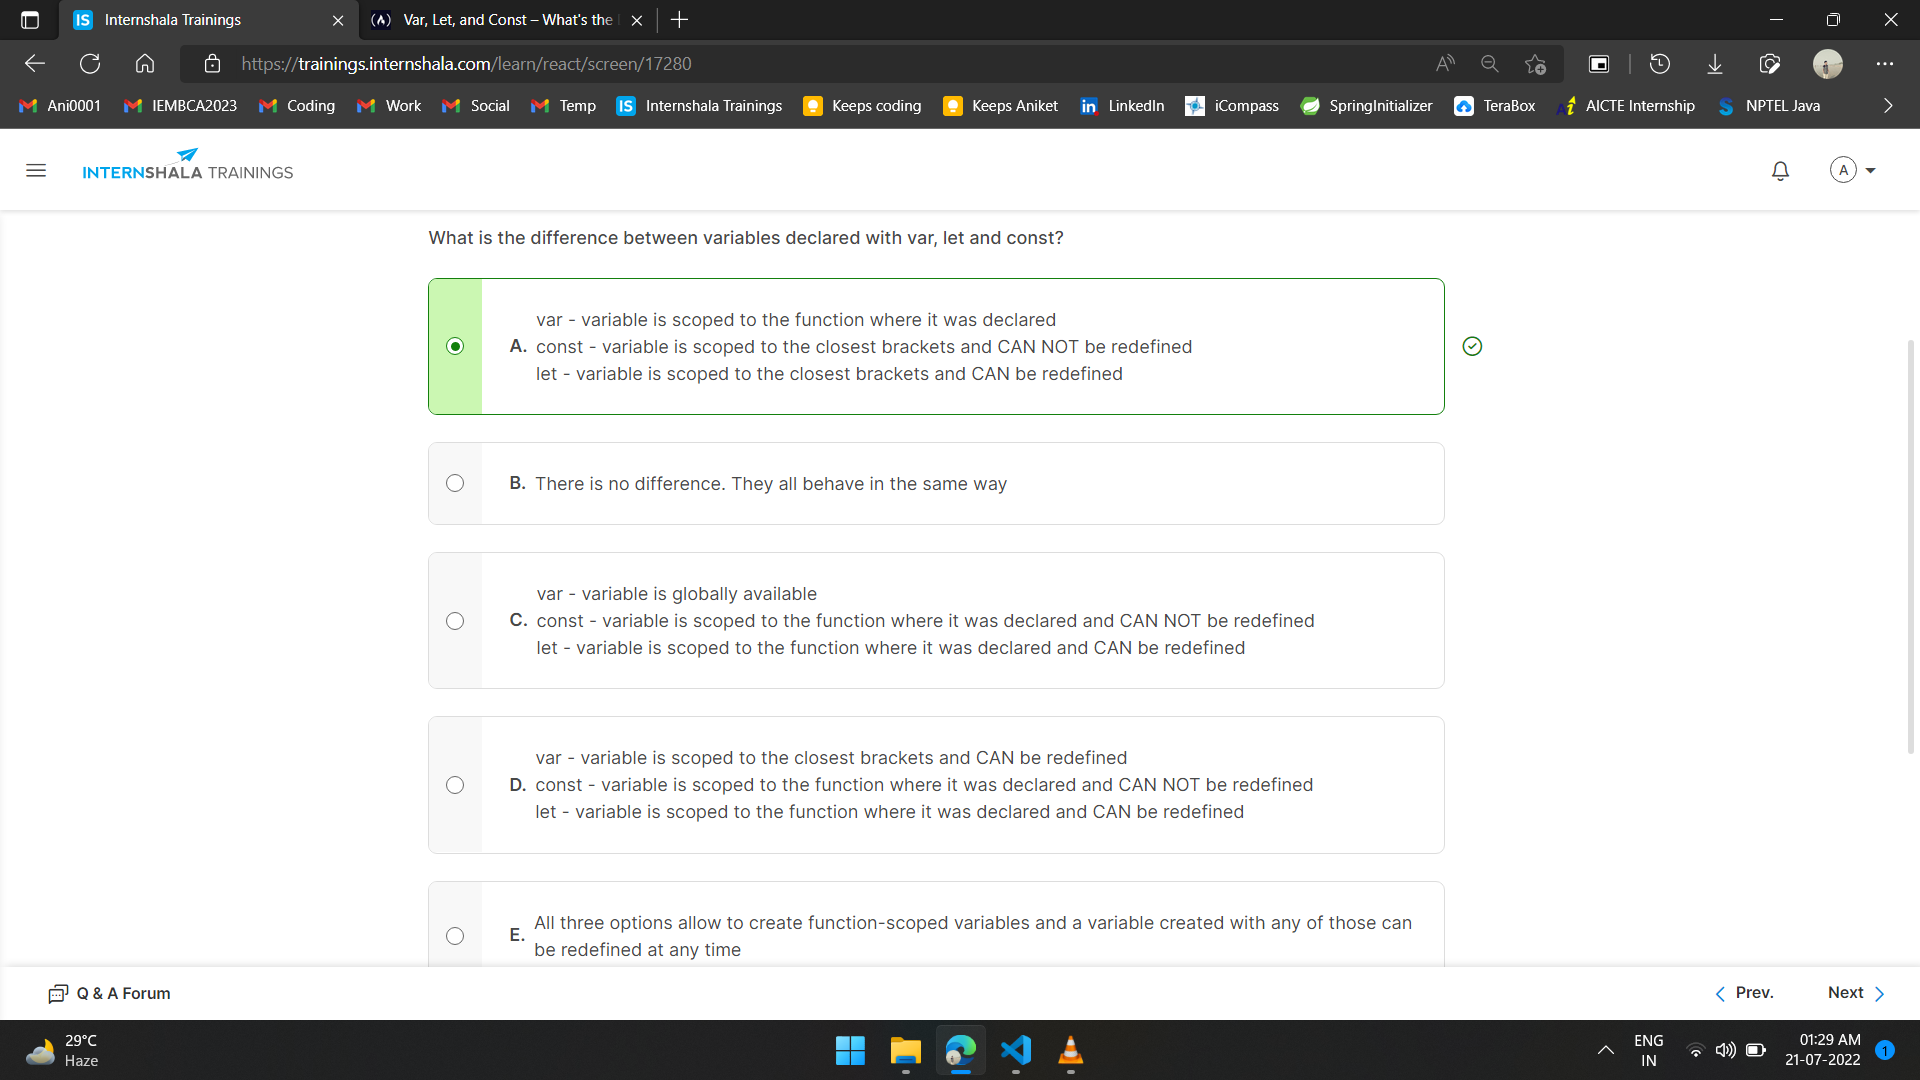 Internshala Trainings
Var, Let, and Const – What's the
https://trainings.internshala.com/learn/react/screen/17280
Ani0001 IEMBCA2023 Coding Work Social Temp Internshala Trainings Keeps coding Keeps Aniket LinkedIn iCompass SpringInitializer TeraBox AICTE Internship NPTEL Java
INTERNSHALA TRAININGS
A
What is the difference between variables declared with var, let and const?
var - variable is scoped to the function where it was declared
A. const - variable is scoped to the closest brackets and CAN NOT be redefined
let - variable is scoped to the closest brackets and CAN be redefined
B. There is no difference. They all behave in the same way
var - variable is globally available
C. const - variable is scoped to the function where it was declared and CAN NOT be redefined
let - variable is scoped to the function where it was declared and CAN be redefined
var - variable is scoped to the closest brackets and CAN be redefined
D. const - variable is scoped to the function where it was declared and CAN NOT be redefined
let - variable is scoped to the function where it was declared and CAN be redefined
E. All three options allow to create function-scoped variables and a variable created with any of those can
be redefined at any time
Q & A Forum
Prev. Next
29°C
Haze
ENG
IN
01:29 AM
21-07-2022
1